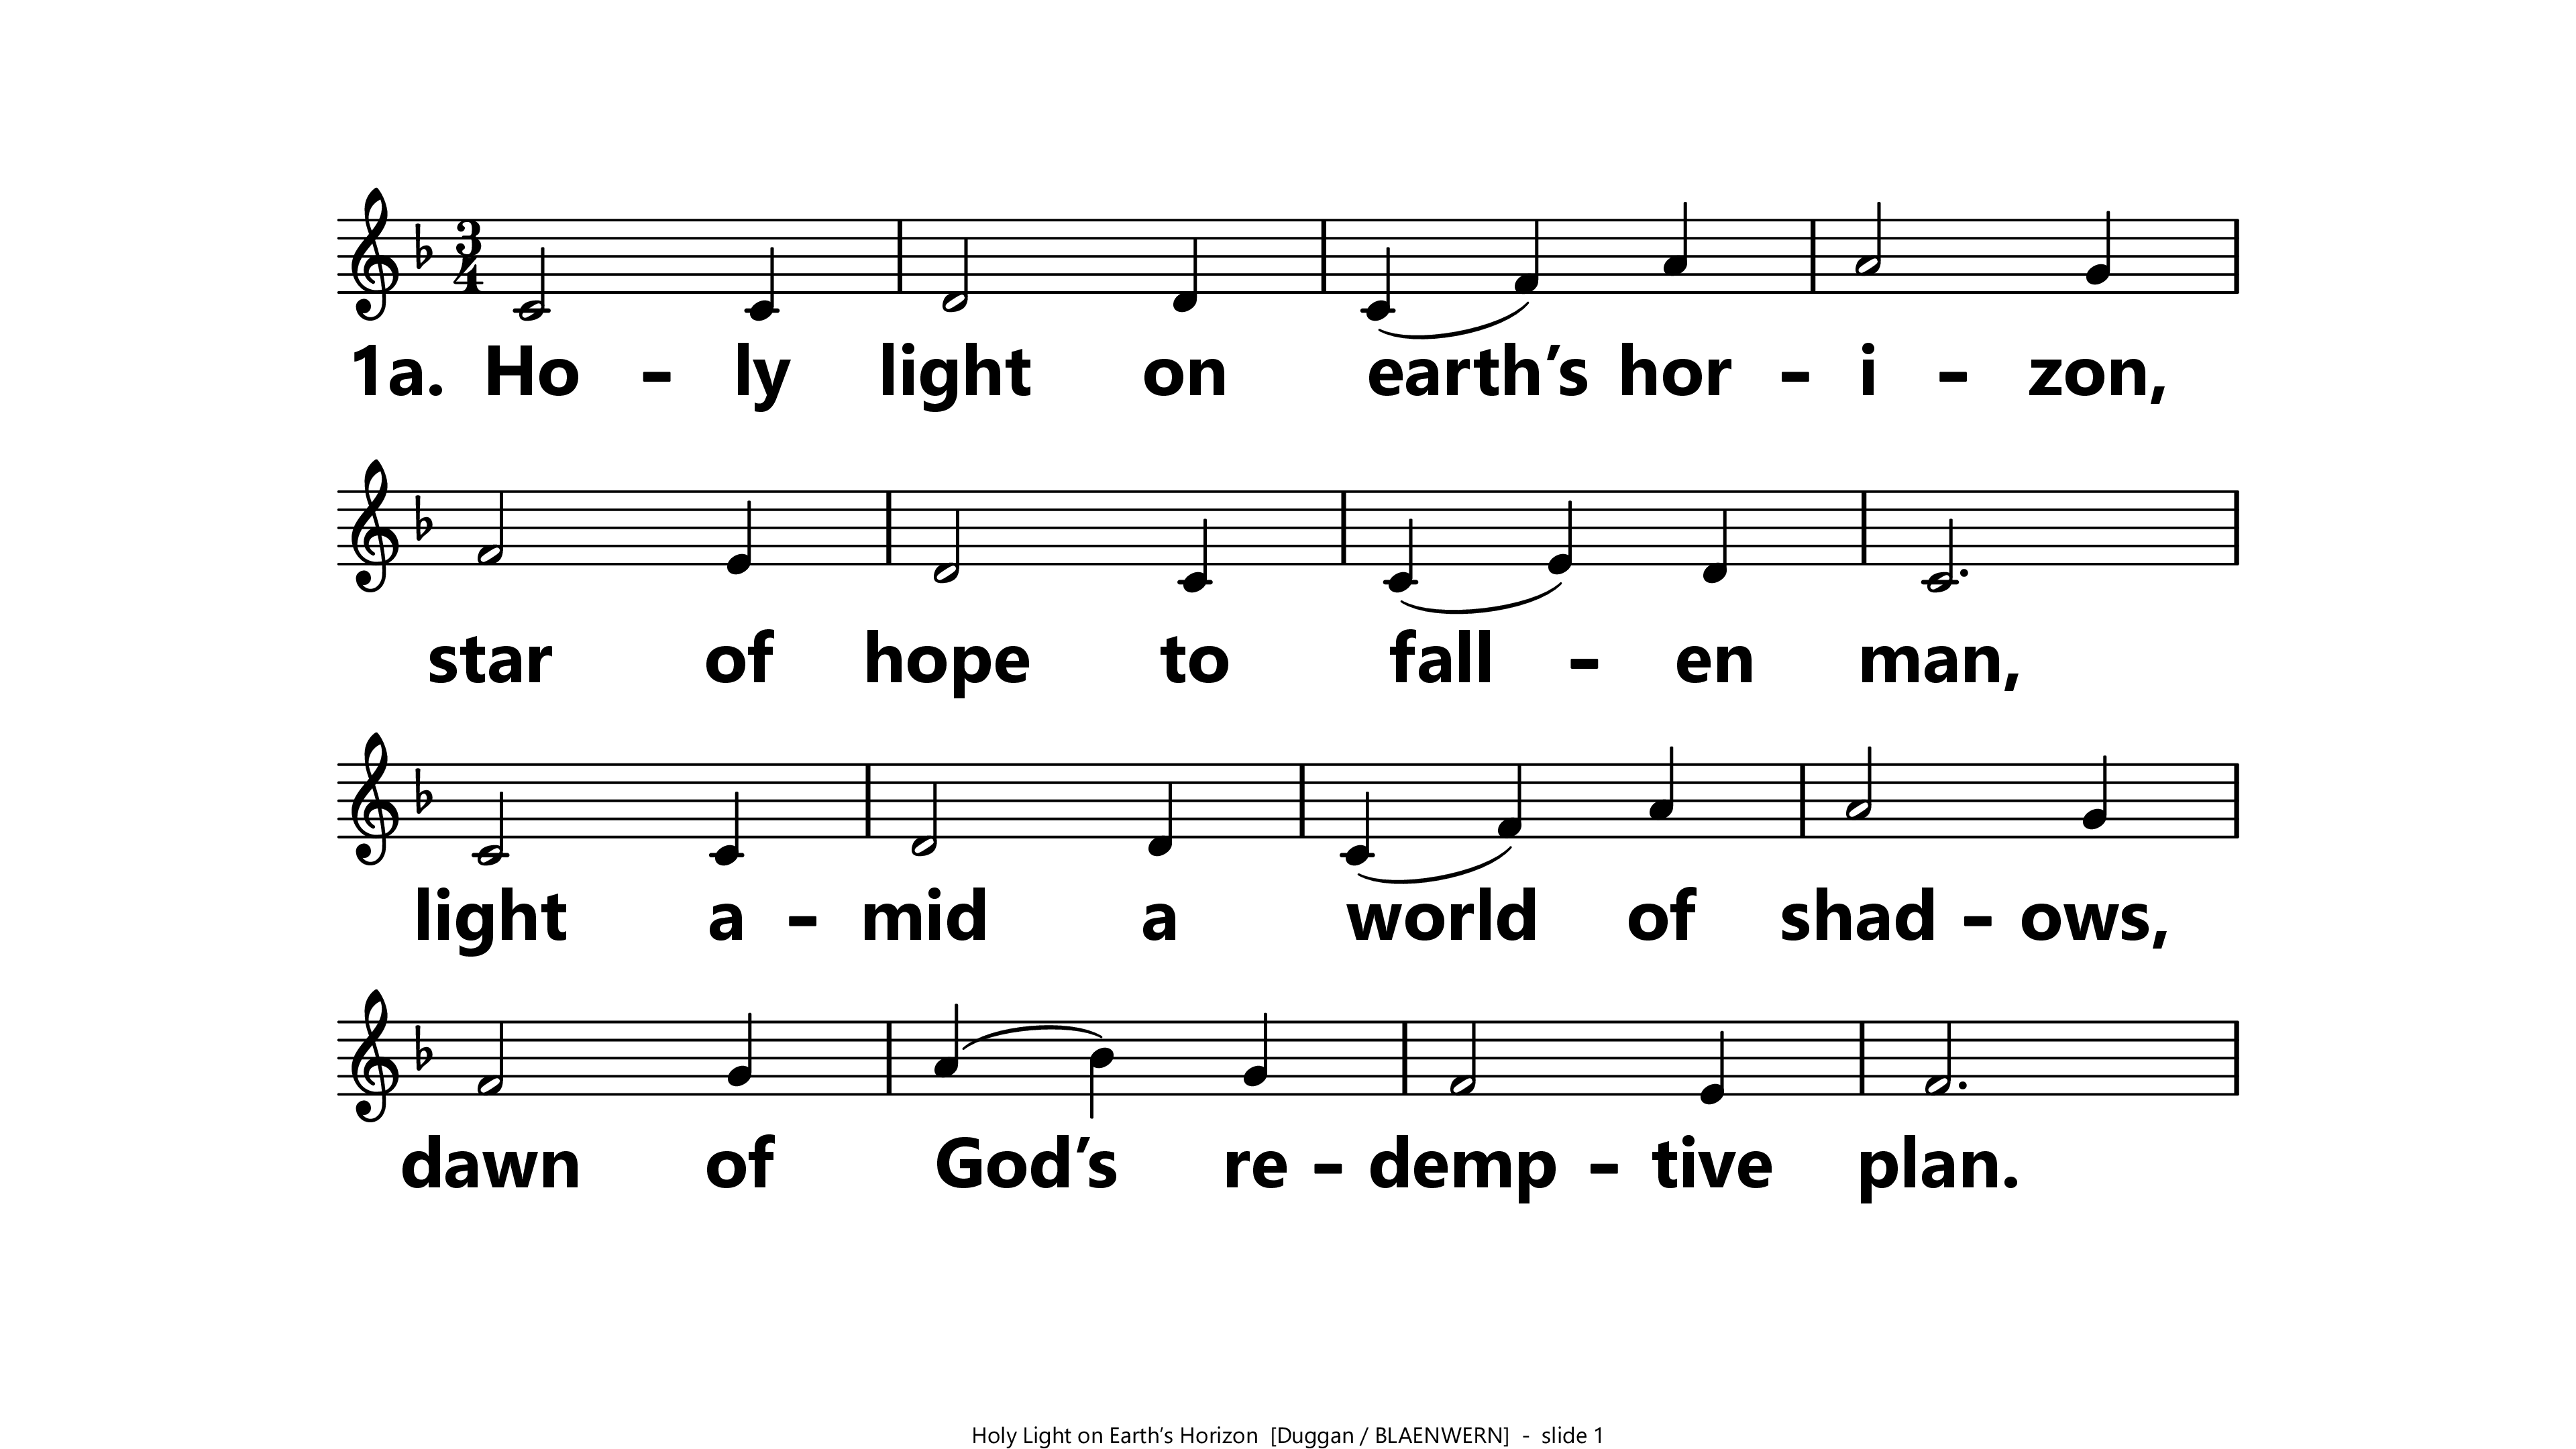 1a. Ho - ly light on earth’s hor - i - zon,
star of hope to fall - en man,
light a - mid a world of shad - ows,
dawn of God’s re - demp - tive plan.
Holy Light on Earth’s Horizon [Duggan / BLAENWERN] - slide 1